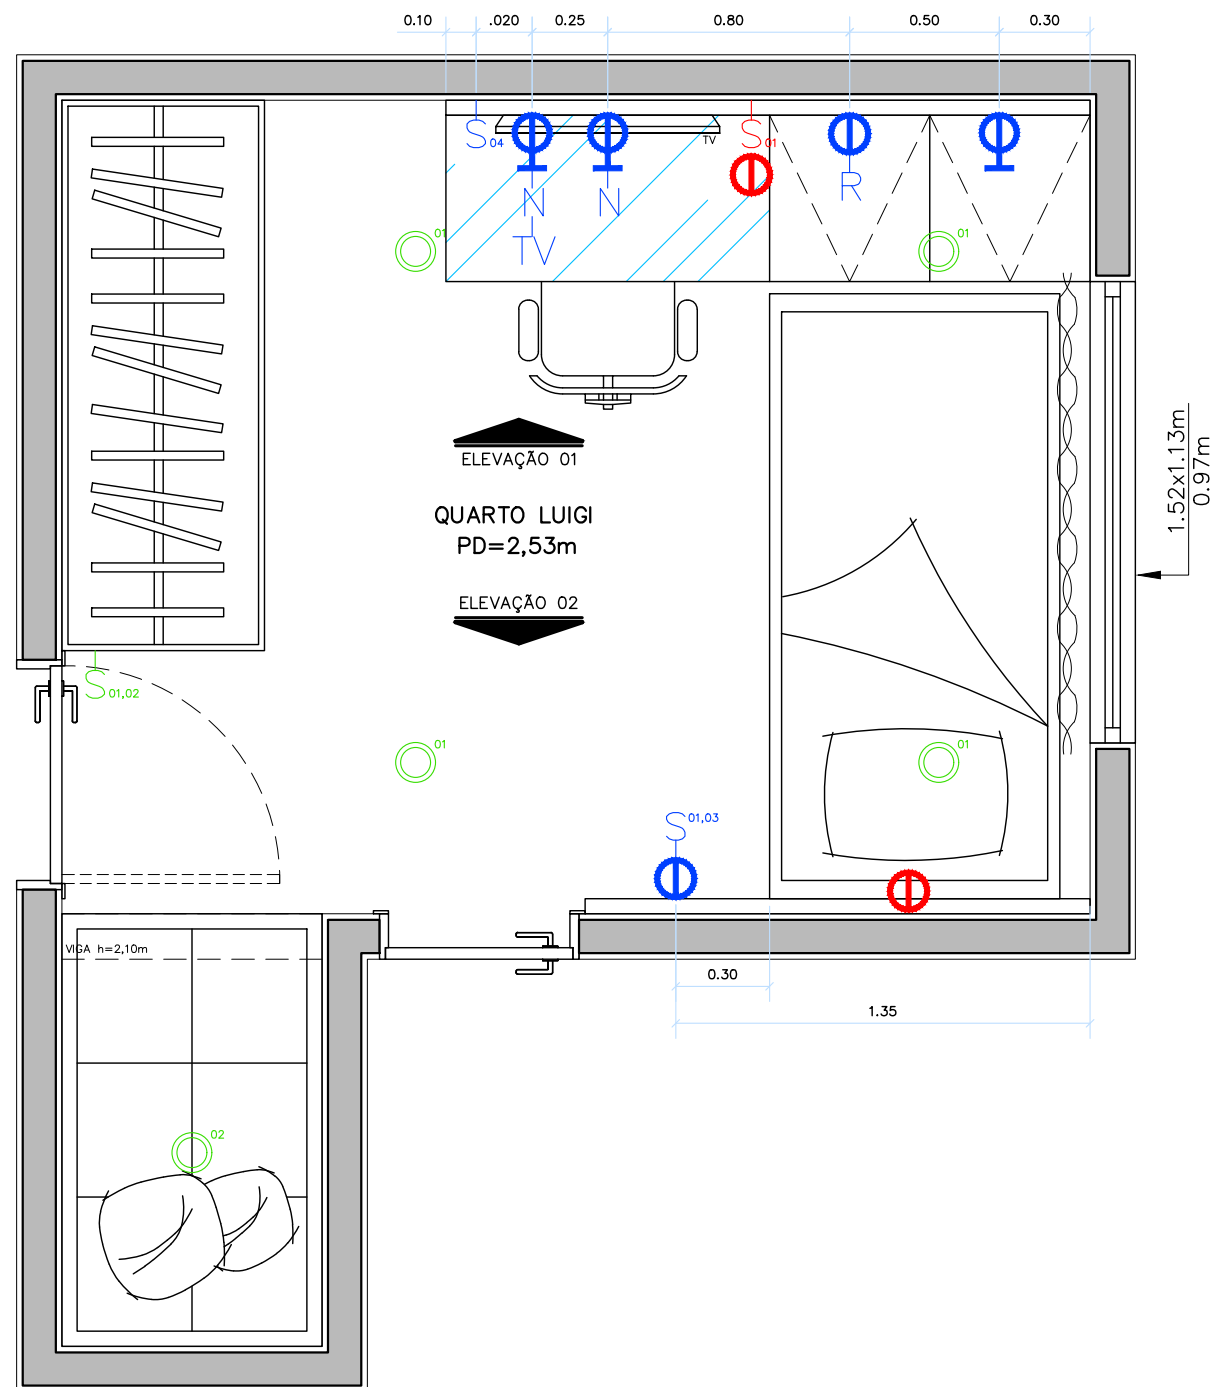 0.10 .020 0.25 0.80 0.50 0.30
S04 S01
TV
N N R
TV
01 01
ELEVAÇÃO 01
QUARTO LUIGI
PD=2,53m
ELEVAÇÃO 02
1.52x1.13m
0.97m
S01,02
01 01
S01,03
VIGA h=2,10m
0.30
1.35
02